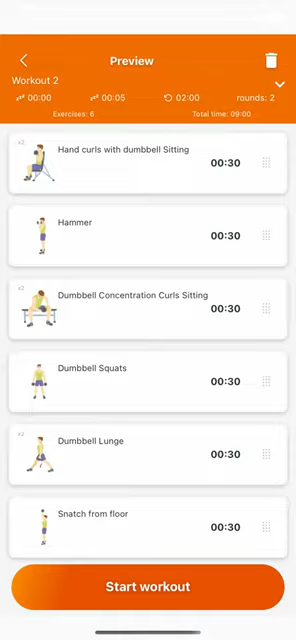 Preview
Workout 2
00:00 00:05 02:00 rounds: 2
Exercises: 6 Total time: 09:00
x2
Hand curls with dumbbell Sitting
00:30
Hammer
00:30
x2
Dumbbell Concentration Curls Sitting
00:30
Dumbbell Squats
00:30
x2
Dumbbell Lunge
00:30
Snatch from floor
00:30
Start workout